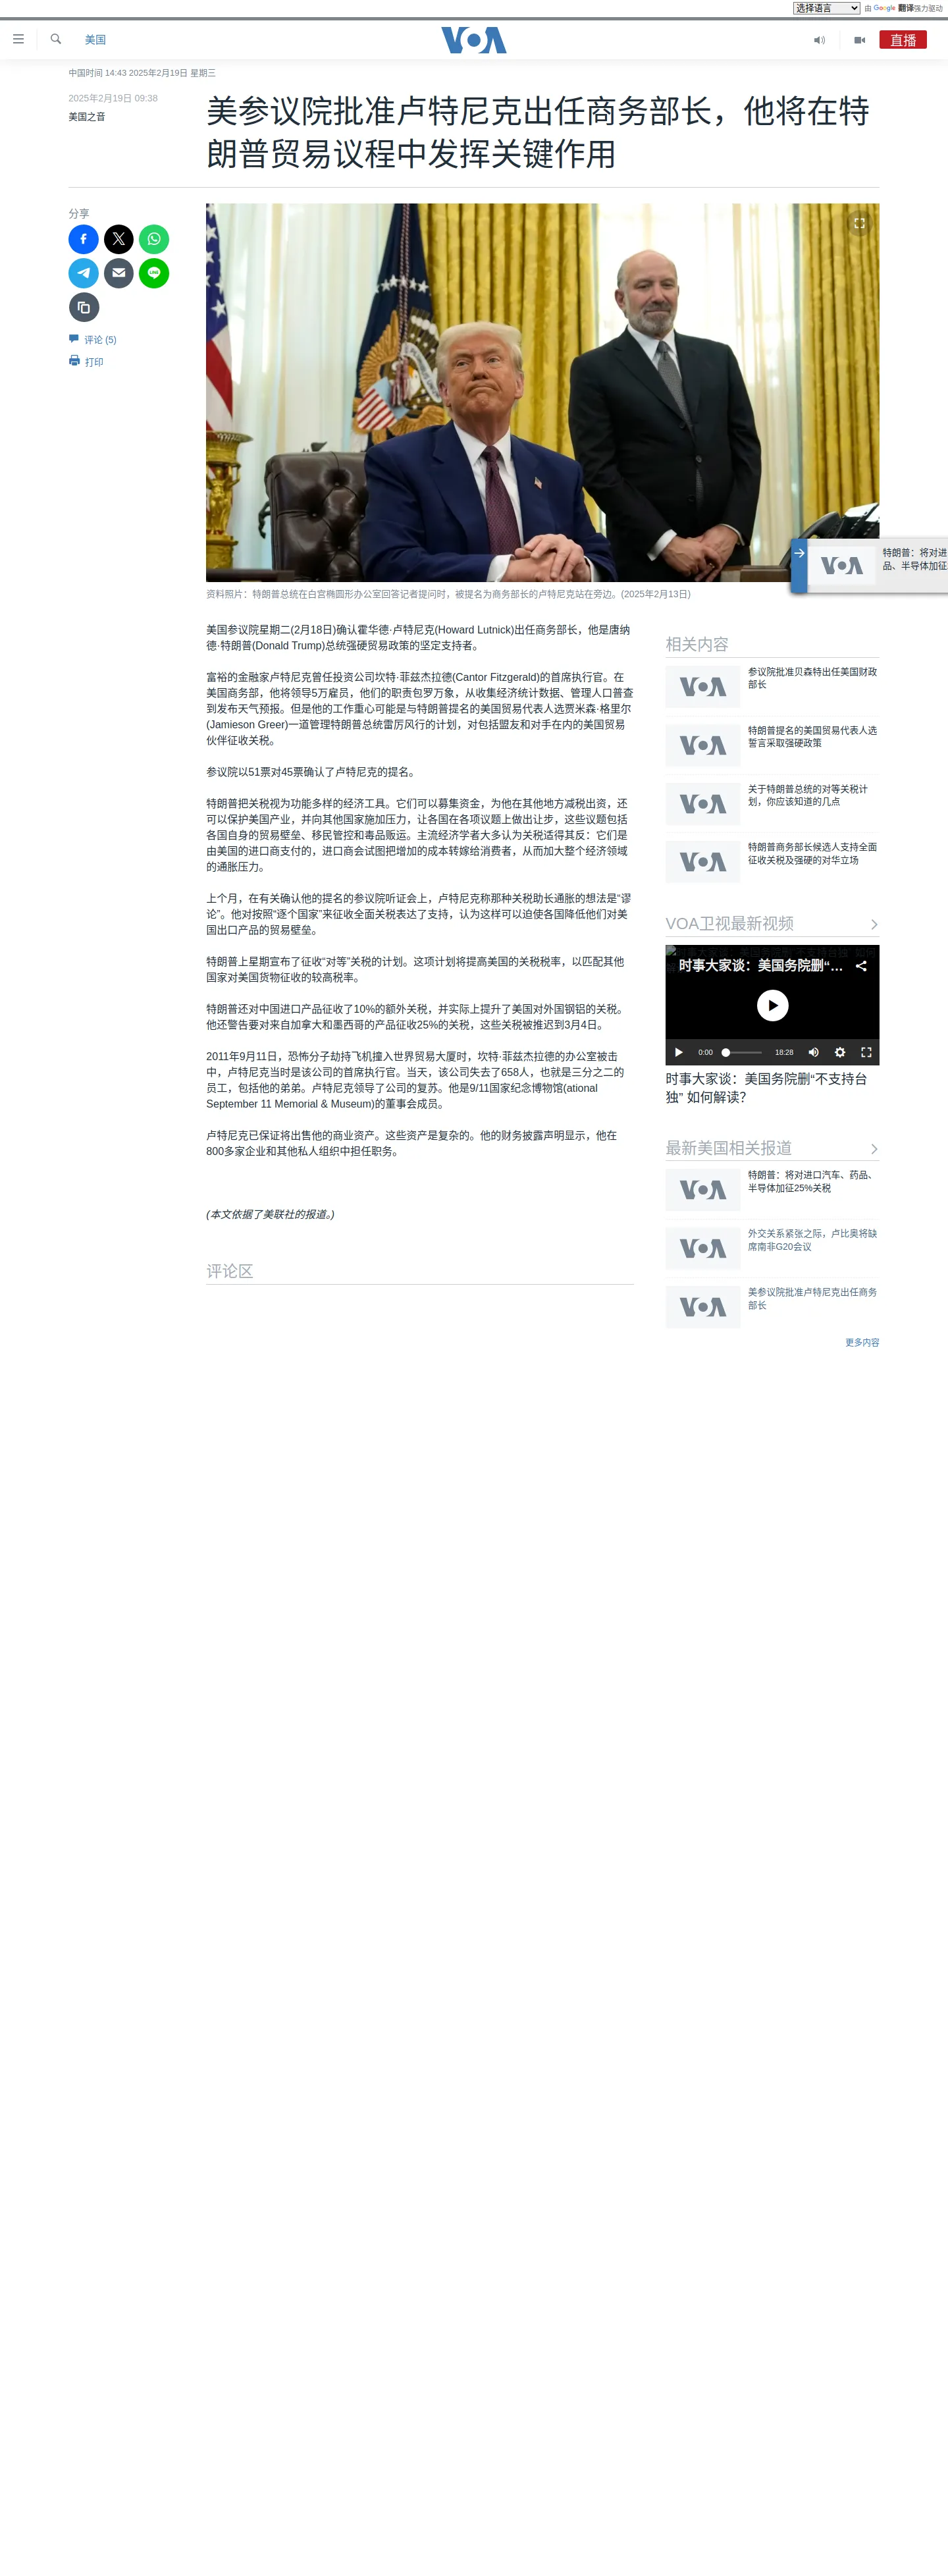 选择语言 由 Google 翻译强力驱动
美国
VOA
直播
中国时间 14:43 2025年2月19日 星期三
2025年2月19日 09:38
美国之音
美参议院批准卢特尼克出任商务部长，他将在特
朗普贸易议程中发挥关键作用
分享
LINE
评论 (5)
打印
特朗普：将对进
品、半导体加征
VOA
资料照片：特朗普总统在白宫椭圆形办公室回答记者提问时，被提名为商务部长的卢特尼克站在旁边。(2025年2月13日)
美国参议院星期二(2月18日)确认霍华德·卢特尼克(Howard Lutnick)出任商务部长，他是唐纳
德·特朗普(Donald Trump)总统强硬贸易政策的坚定支持者。
富裕的金融家卢特尼克曾任投资公司坎特·菲兹杰拉德(Cantor Fitzgerald)的首席执行官。在
美国商务部，他将领导5万雇员，他们的职责包罗万象，从收集经济统计数据、管理人口普查
到发布天气预报。但是他的工作重心可能是与特朗普提名的美国贸易代表人选贾米森·格里尔
(Jamieson Greer)一道管理特朗普总统雷厉风行的计划，对包括盟友和对手在内的美国贸易
伙伴征收关税。
参议院以51票对45票确认了卢特尼克的提名。
特朗普把关税视为功能多样的经济工具。它们可以募集资金，为他在其他地方减税出资，还
可以保护美国产业，并向其他国家施加压力，让各国在各项议题上做出让步，这些议题包括
各国自身的贸易壁垒、移民管控和毒品贩运。主流经济学者大多认为关税适得其反：它们是
由美国的进口商支付的，进口商会试图把增加的成本转嫁给消费者，从而加大整个经济领域
的通胀压力。
上个月，在有关确认他的提名的参议院听证会上，卢特尼克称那种关税助长通胀的想法是“谬
论”。他对按照“逐个国家”来征收全面关税表达了支持，认为这样可以迫使各国降低他们对美
国出口产品的贸易壁垒。
特朗普上星期宣布了征收“对等”关税的计划。这项计划将提高美国的关税税率，以匹配其他
国家对美国货物征收的较高税率。
特朗普还对中国进口产品征收了10%的额外关税，并实际上提升了美国对外国钢铝的关税。
他还警告要对来自加拿大和墨西哥的产品征收25%的关税，这些关税被推迟到3月4日。
2011年9月11日，恐怖分子劫持飞机撞入世界贸易大厦时，坎特·菲兹杰拉德的办公室被击
中，卢特尼克当时是该公司的首席执行官。当天，该公司失去了658人，也就是三分之二的
员工，包括他的弟弟。卢特尼克领导了公司的复苏。他是9/11国家纪念博物馆(ational
September 11 Memorial & Museum)的董事会成员。
卢特尼克已保证将出售他的商业资产。这些资产是复杂的。他的财务披露声明显示，他在
800多家企业和其他私人组织中担任职务。
(本文依据了美联社的报道。)
评论区
相关内容
VOA
参议院批准贝森特出任美国财政
部长
VOA
特朗普提名的美国贸易代表人选
誓言采取强硬政策
VOA
关于特朗普总统的对等关税计
划，你应该知道的几点
VOA
特朗普商务部长候选人支持全面
征收关税及强硬的对华立场
VOA卫视最新视频
时事大家谈：美国务院删“...
0:00 18:28
时事大家谈：美国务院删“不支持台
独” 如何解读？
最新美国相关报道
VOA
特朗普：将对进口汽车、药品、
半导体加征25%关税
VOA
外交关系紧张之际，卢比奥将缺
席南非G20会议
VOA
美参议院批准卢特尼克出任商务
部长
更多内容